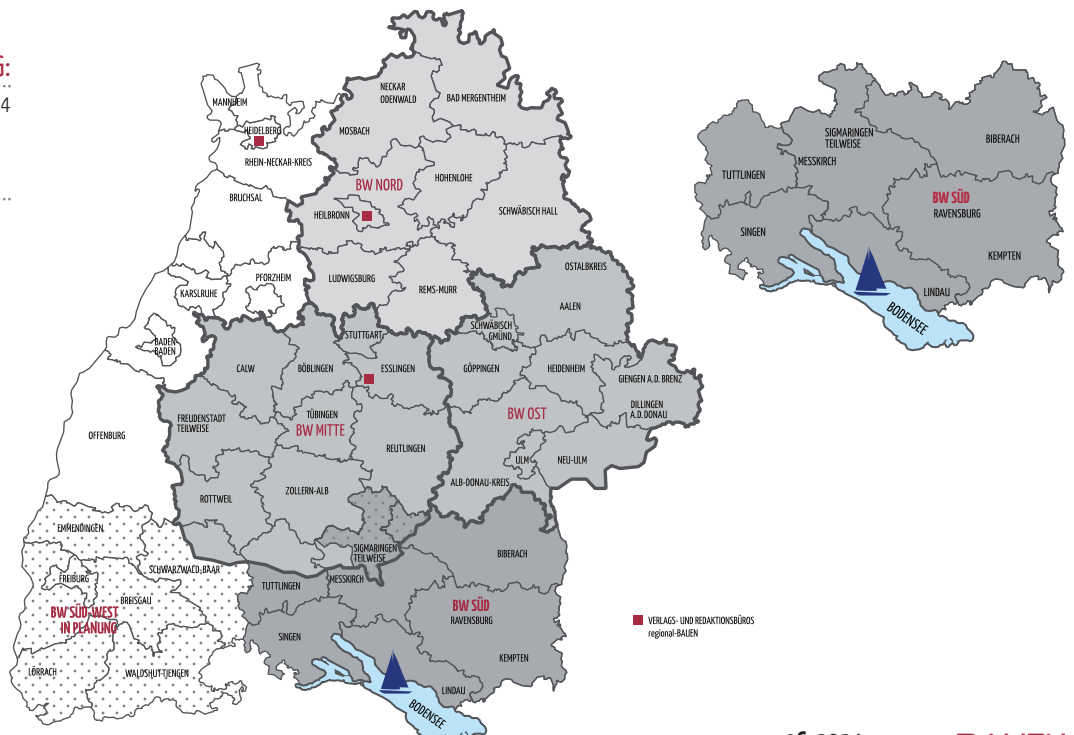 G:
4
MANNHEIM
HEIDELBERG
RHEIN-NECKAR-KREIS
BRUCHSAL
PFORZHEIM
KARLSRUHE
BADEN-
BADEN
OFFENBURG
NECKAR
ODENWALD
BAD MERGENTHEIM
MOSBACH
BW NORD
HOHENLOHE
HEILBRONN
SCHWÄBISCH HALL
LUDWIGSBURG
REMS-MURR
OSTALBKREIS
AALEN
SCHWÄBISCH
GMÜND
STUTTGART
CALW
BÖBLINGEN
ESSLINGEN
GÖPPINGEN
HEIDENHEIM
GIENGEN A.D. BRENZ
DILLINGEN
A.D.DONAU
FREUDENSTADT
TEILWEISE
TÜBINGEN
BW MITTE
BW OST
REUTLINGEN
ULM
NEU-ULM
ROTTWEIL
ZOLLERN-ALB
ALB-DONAU-KREIS
EMMENDINGEN
SIGMARINGEN
TEILWEISE
BIBERACH
FREIBURG
SCHWARZWALD-BAAR
BREISGAU
BW SÜD-WEST
IN PLANUNG
LÖRRACH
WALDSHUT-TIENGEN
TUTTLINGEN
MESSKIRCH
BW SÜD
RAVENSBURG
SINGEN
KEMPTEN
LINDAU
BODENSEE
SIGMARINGEN
TEILWEISE
BIBERACH
MESSKIRCH
TUTTLINGEN
BW SÜD
RAVENSBURG
SINGEN
KEMPTEN
LINDAU
BODENSEE
VERLAGS- UND REDAKTIONSBÜROS
regional-BAUEN